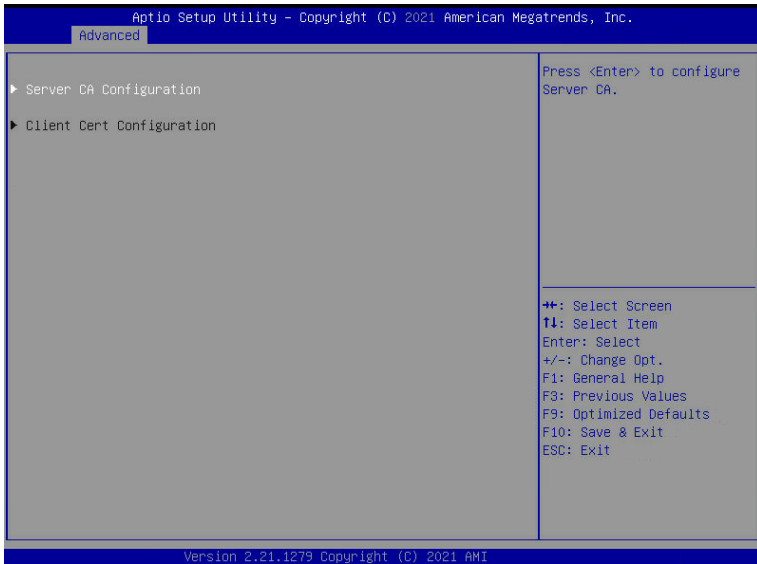 Aptio Setup Utility – Copyright (C) 2021 American Megatrends, Inc.
Advanced
Server CA Configuration
Client Cert Configuration
Press <Enter> to configure
Server CA.
→←: Select Screen
↑↓: Select Item
Enter: Select
+/-: Change Opt.
F1: General Help
F3: Previous Values
F9: Optimized Defaults
F10: Save & Exit
ESC: Exit
Version 2.21.1279 Copyright (C) 2021 AMI